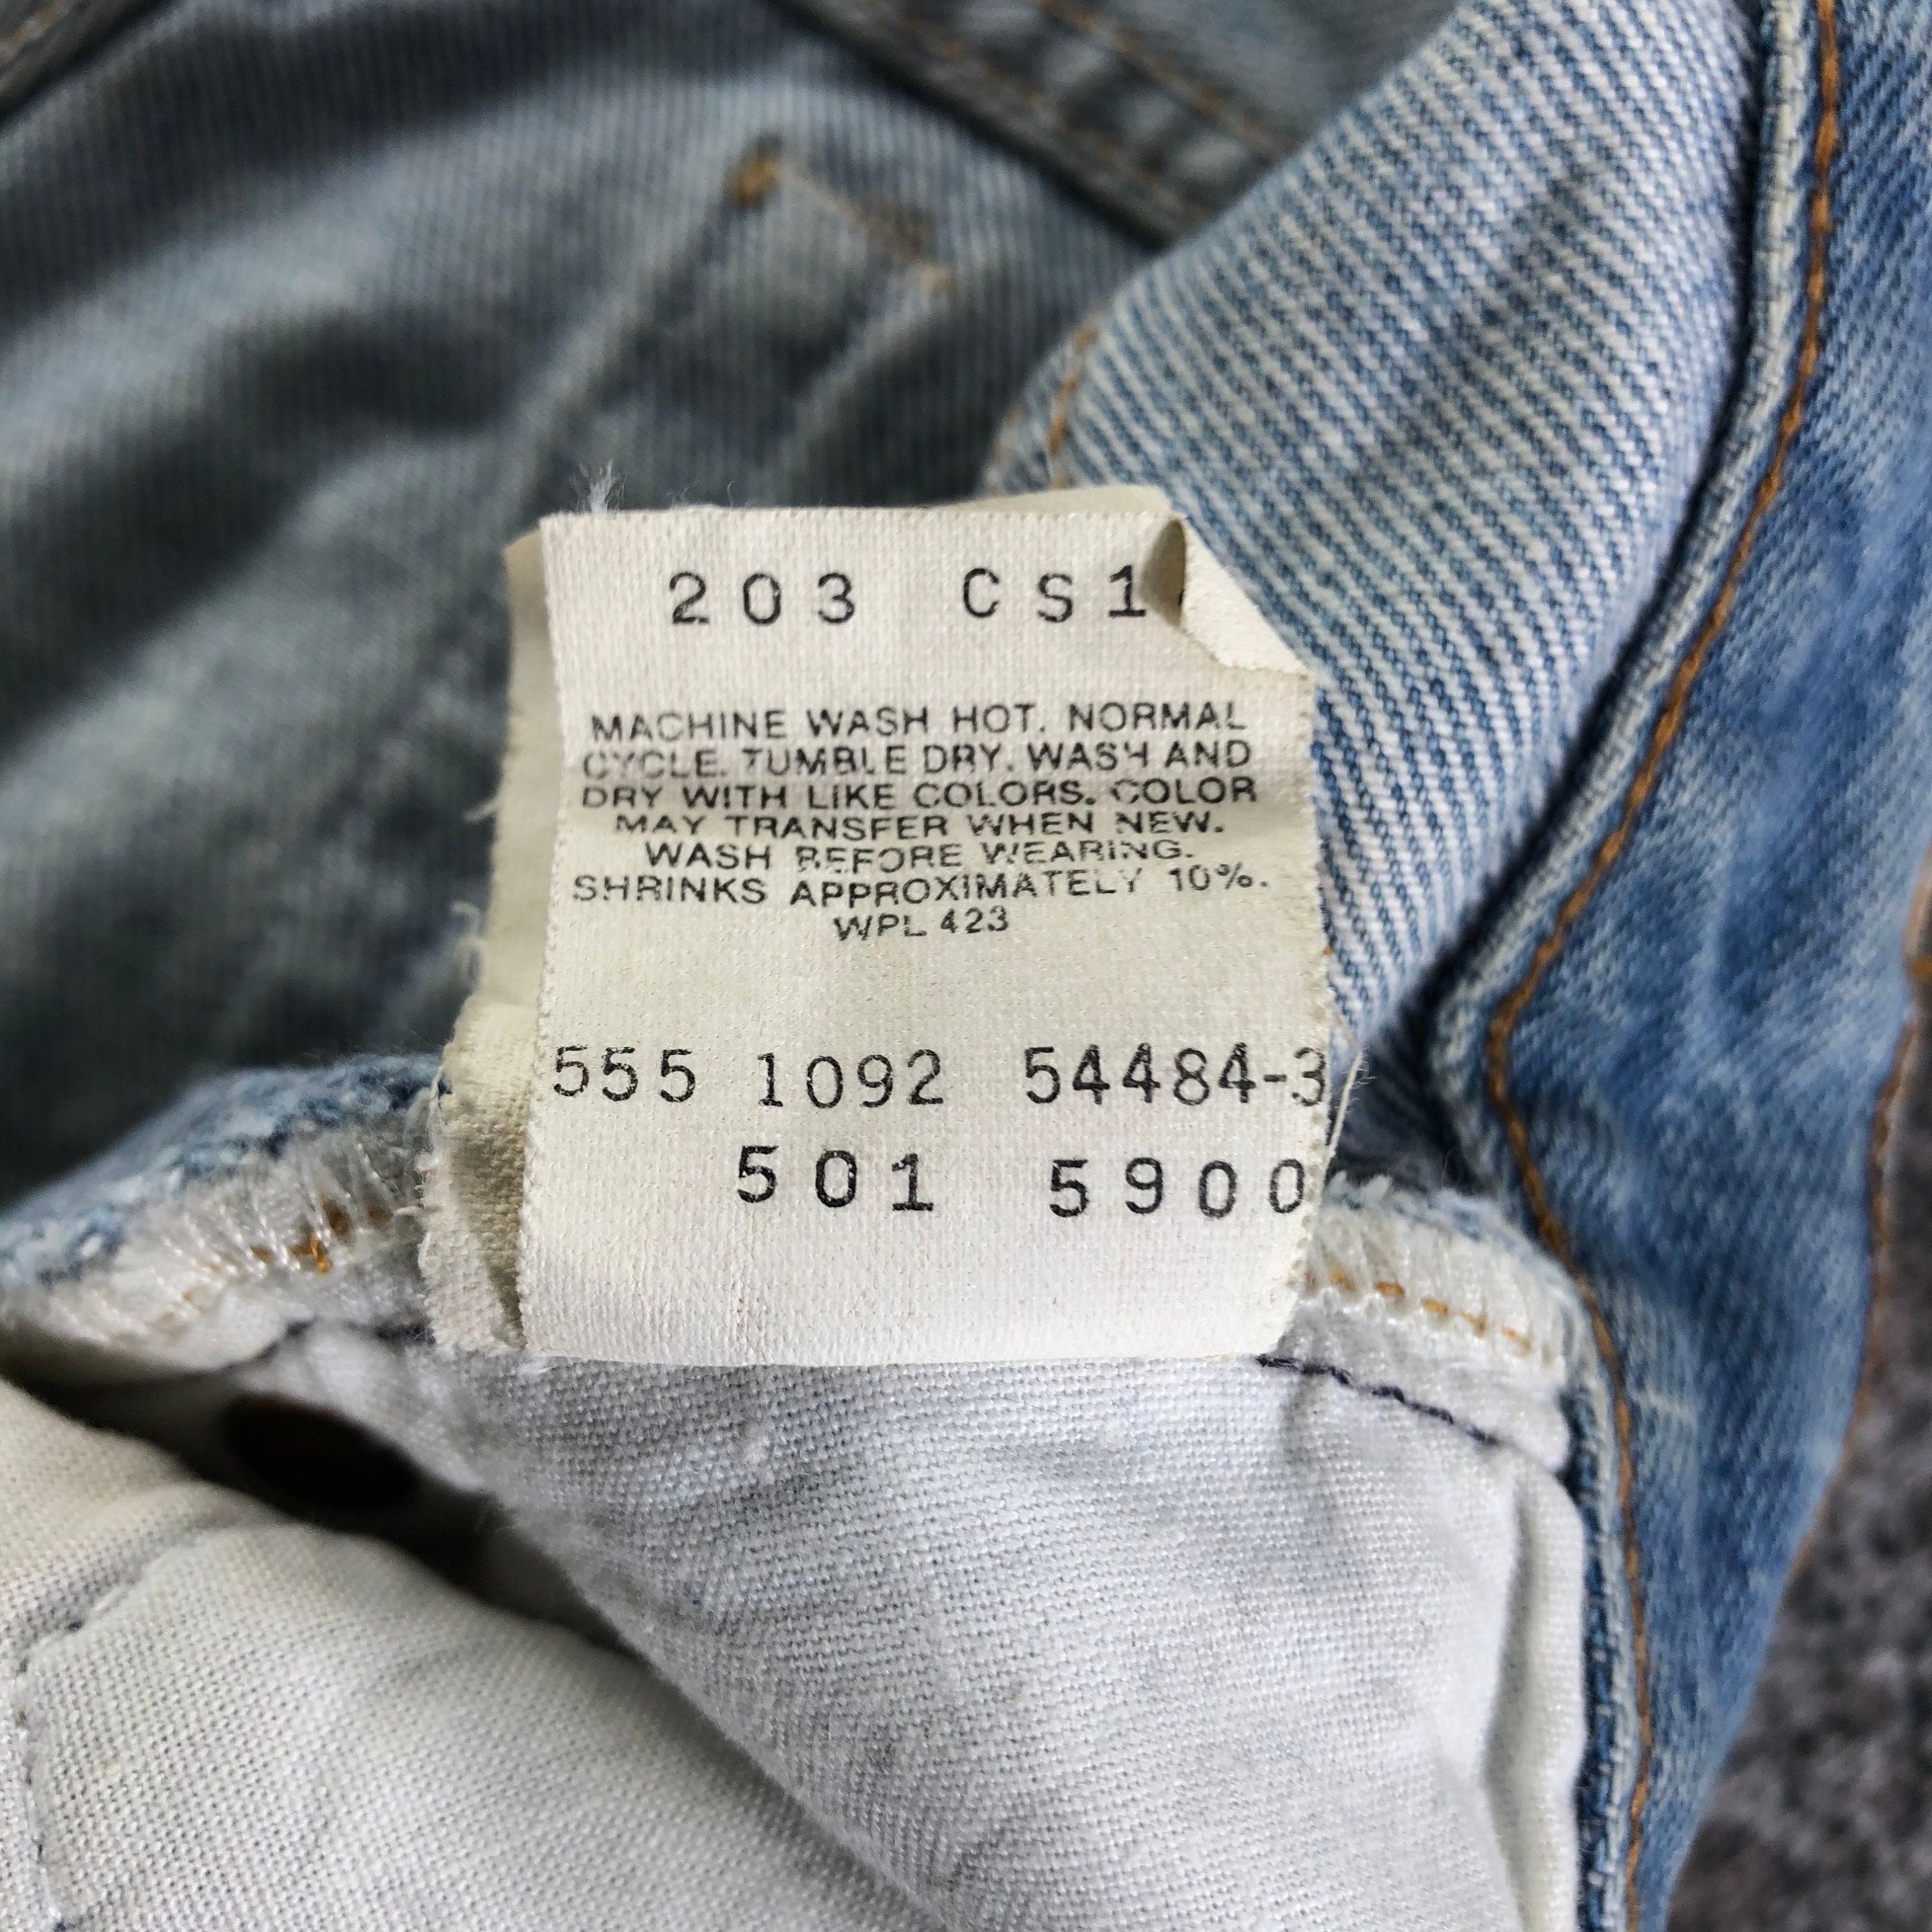 203 CS1
MACHINE WASH HOT. NORMAL
CYCLE. TUMBLE DRY. WASH AND
DRY WITH LIKE COLORS. COLOR
MAY TRANSFER WHEN NEW.
WASH BEFORE WEARING.
SHRINKS APPROXIMATELY 10%.
WPL 423
555 1092 54484-3
501 5900